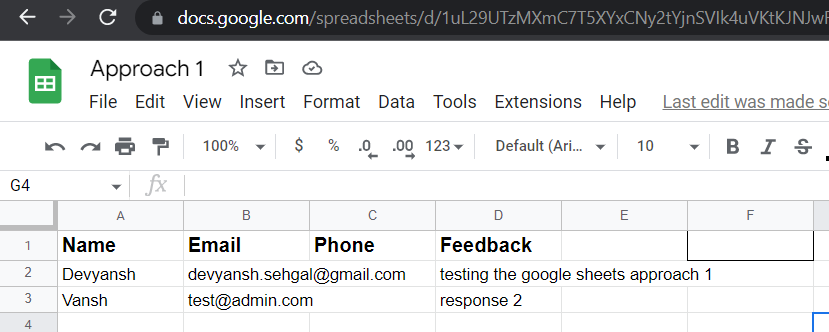 docs.google.com/spreadsheets/d/1uL29UTzMXmC7T5XYxCNy2tYjnSVIk4uVKtKJNJwF
Approach 1
File Edit View Insert Format Data Tools Extensions Help Last edit was made s
100% $ % .0 .00 123 Default (Ari... 10 B I S
G4 fx
A B C D E F
1 Name Email Phone Feedback
2 Devyansh devyansh.sehgal@gmail.com testing the google sheets approach 1
3 Vansh test@admin.com response 2
4